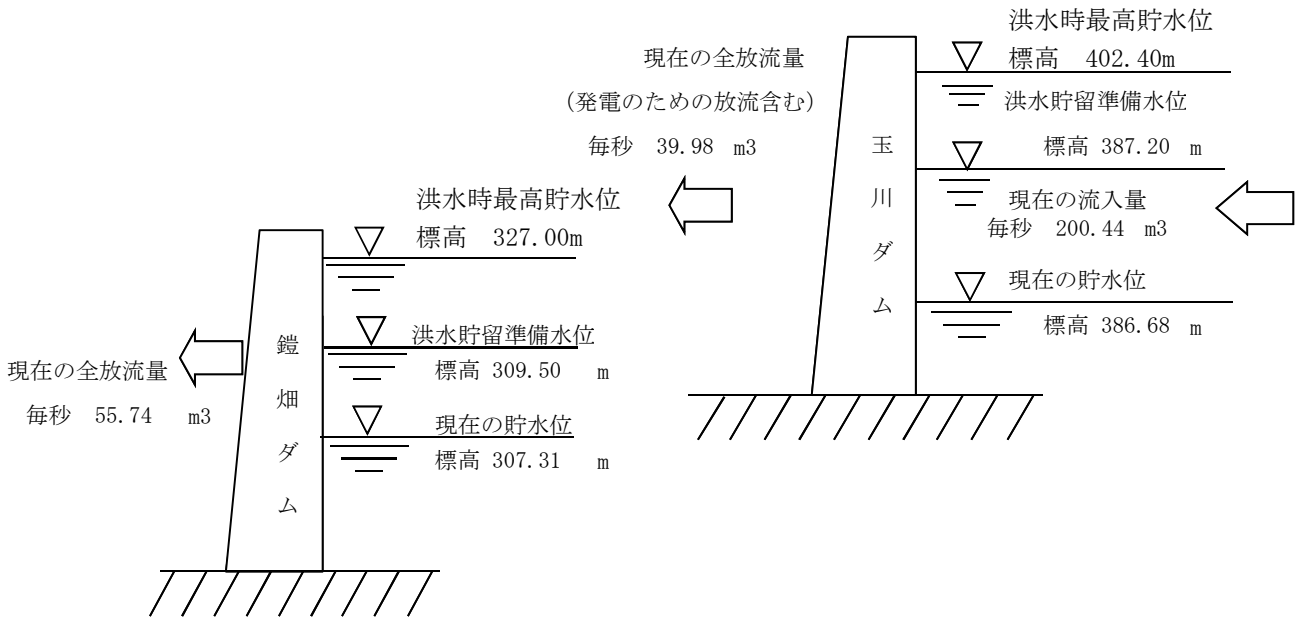 洪水時最高貯水位
標高 402.40m
洪水貯留準備水位
標高 387.20 m
現在の流入量
毎秒 200.44 m3
現在の貯水位
標高 386.68 m
玉川ダム
現在の全放流量
(発電のための放流含む)
毎秒 39.98 m3
洪水時最高貯水位
標高 327.00m
洪水貯留準備水位
標高 309.50 m
現在の貯水位
標高 307.31 m
鎧畑ダム
現在の全放流量
毎秒 55.74 m3